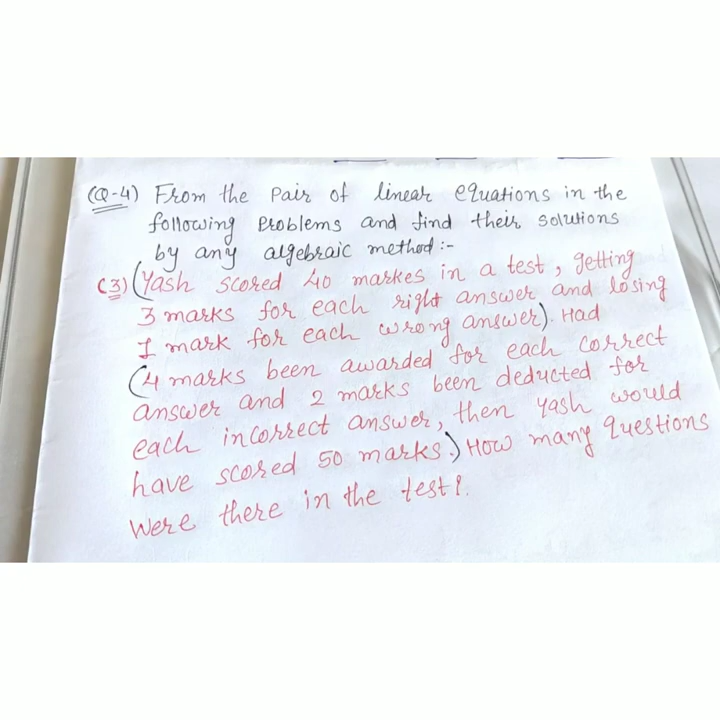 (Q-4) From the Pair of linear equations in the
following problems and find their solutions
by any algebraic method :-
(3) (Yash scored 40 markes in a test, getting
3 marks for each right answer and losing
1 mark for each wrong answer). Had
(4 marks been awarded for each correct
answer and 2 marks been deducted for
each incorrect answer, then Yash would
have scored 50 marks.) How many questions
were there in the test?.